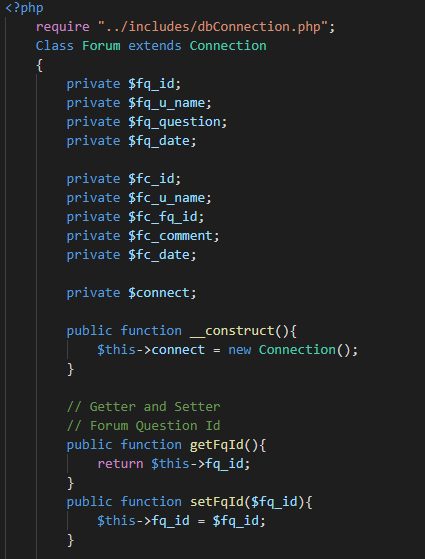 <?php
    require "../includes/dbConnection.php";
    Class Forum extends Connection
    {
        private $fq_id;
        private $fq_u_name;
        private $fq_question;
        private $fq_date;

        private $fc_id;
        private $fc_u_name;
        private $fc_fq_id;
        private $fc_comment;
        private $fc_date;

        private $connect;

        public function __construct(){
            $this->connect = new Connection();
        }

        // Getter and Setter
        // Forum Question Id
        public function getFqId(){
            return $this->fq_id;
        }
        public function setFqId($fq_id){
            $this->fq_id = $fq_id;
        }